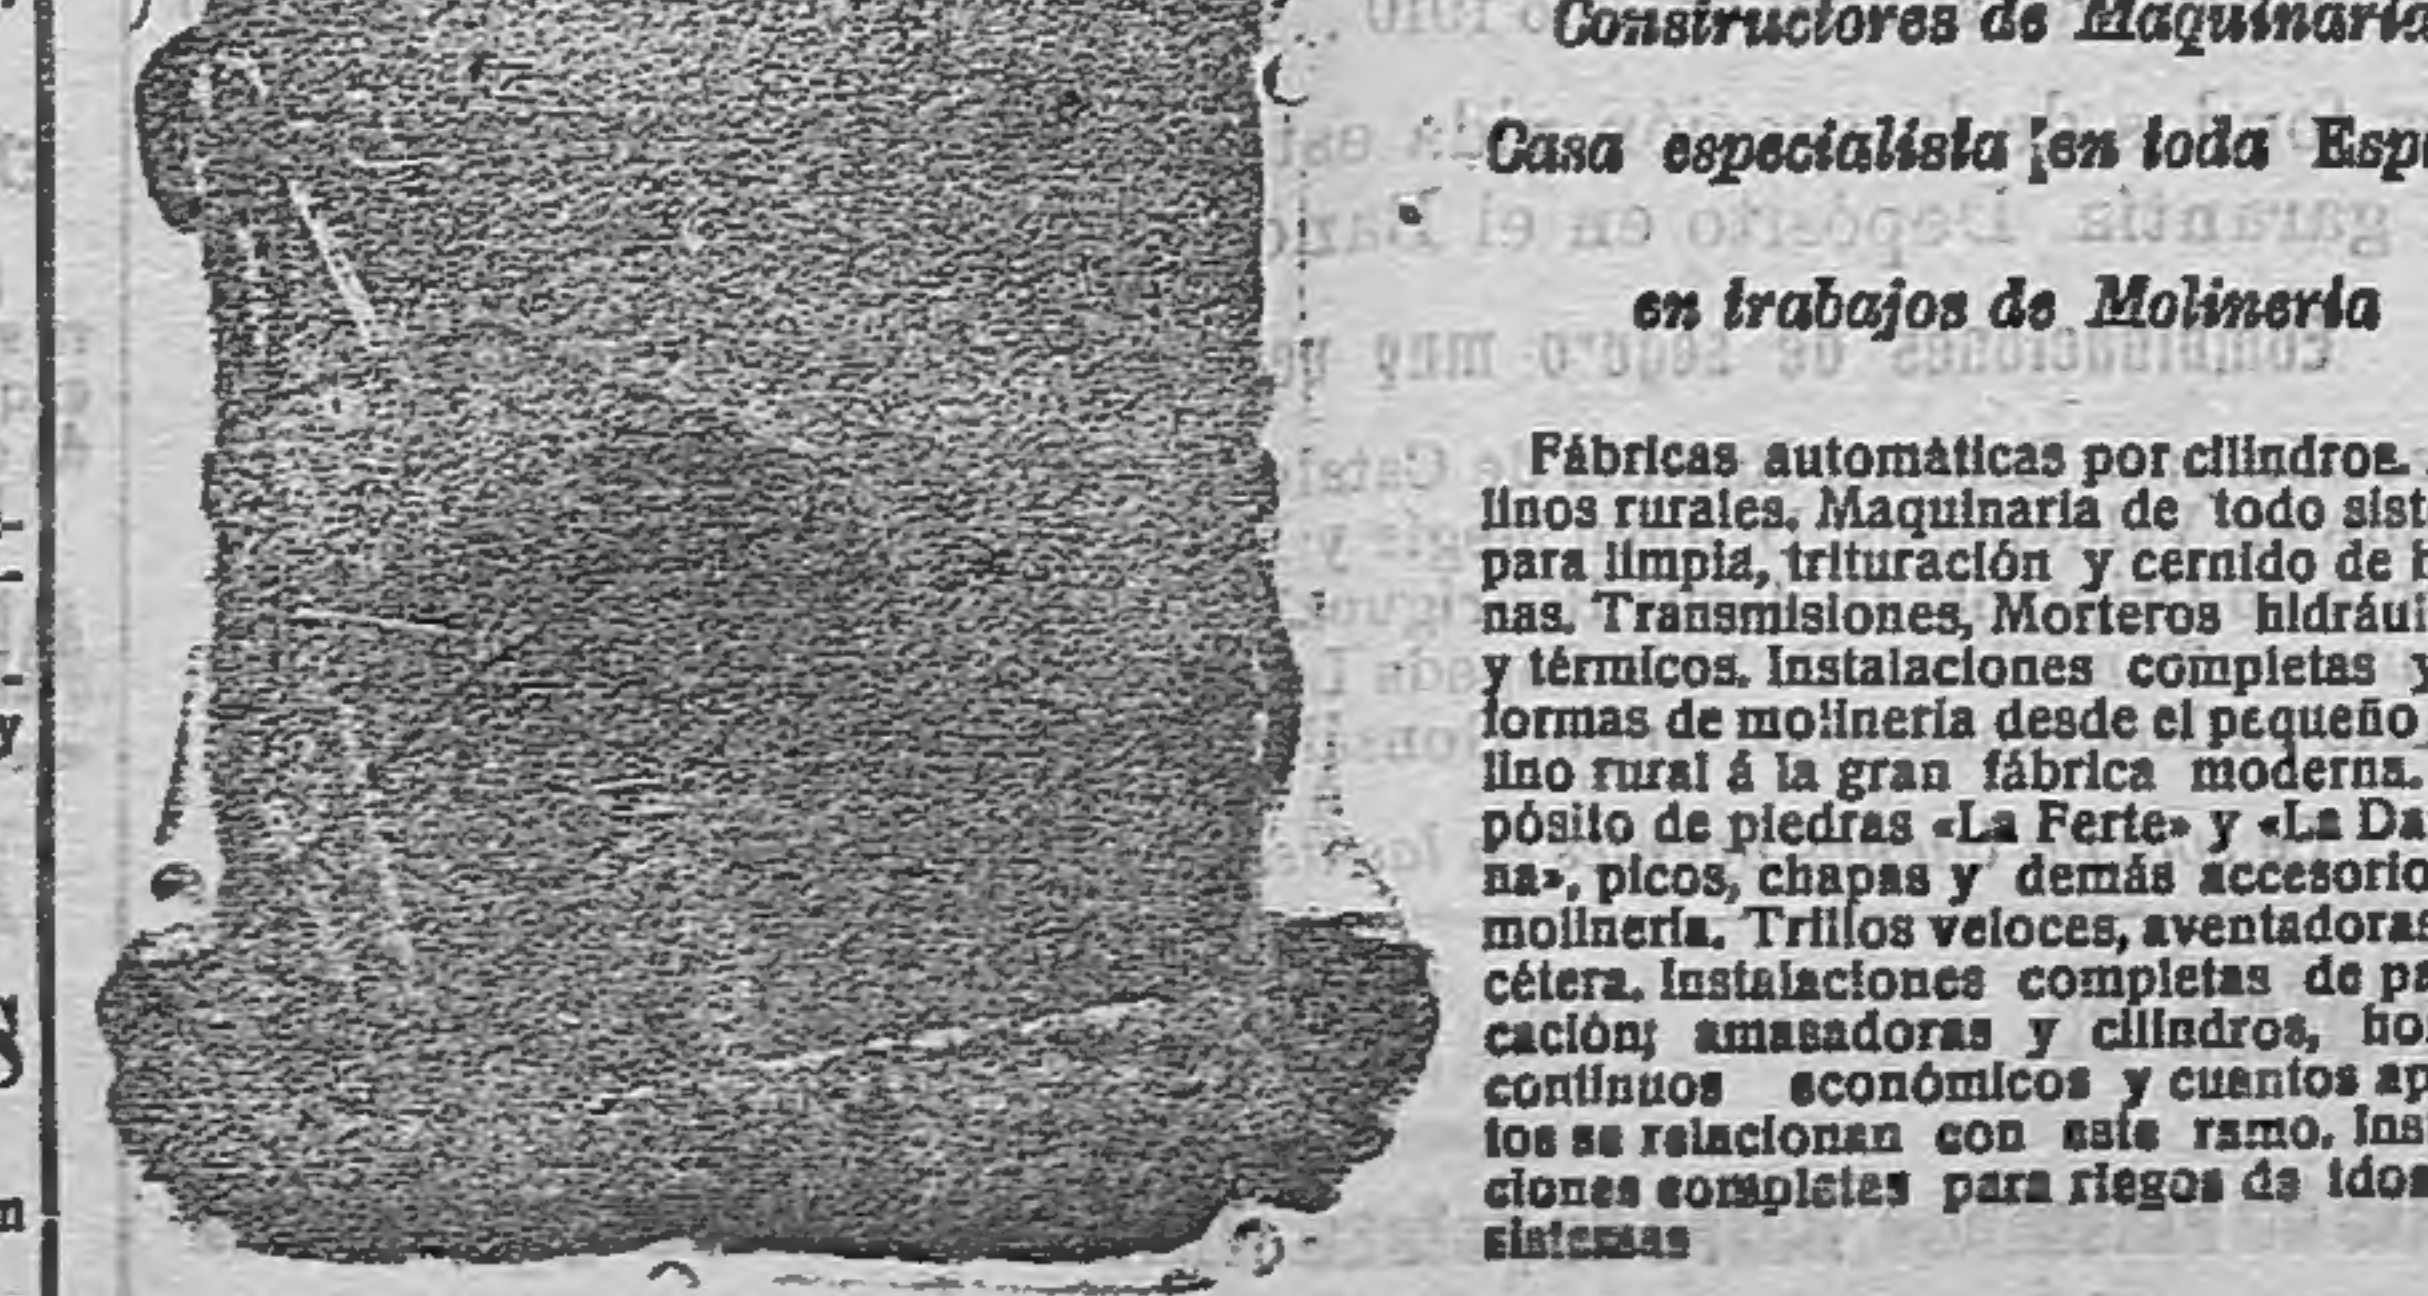 Constructores de Maquinaria
Casa especialista en toda Esp
en trabajos de Molinería
Fábricas automáticas por cilindros.
linos rurales. Maquinaria de todo sist
para limpia, trituración y cernido de h
nas. Transmisiones, Morteros hidrául
y térmicos. Instalaciones completas y
formas de molinería desde el pequeño
lino rural á la gran fábrica moderna.
pósito de piedras «La Ferte» y «La Da
na», picos, chapas y demás accesorio
molinería. Trillos veloces, aventadoras
cétera. Instalaciones completas de pa
cación; amasadoras y cilindros, ho
continuos económicos y cuantos ap
tos se relacionan con este ramo. Ins
ciones completas para riegos de idos
sistemas